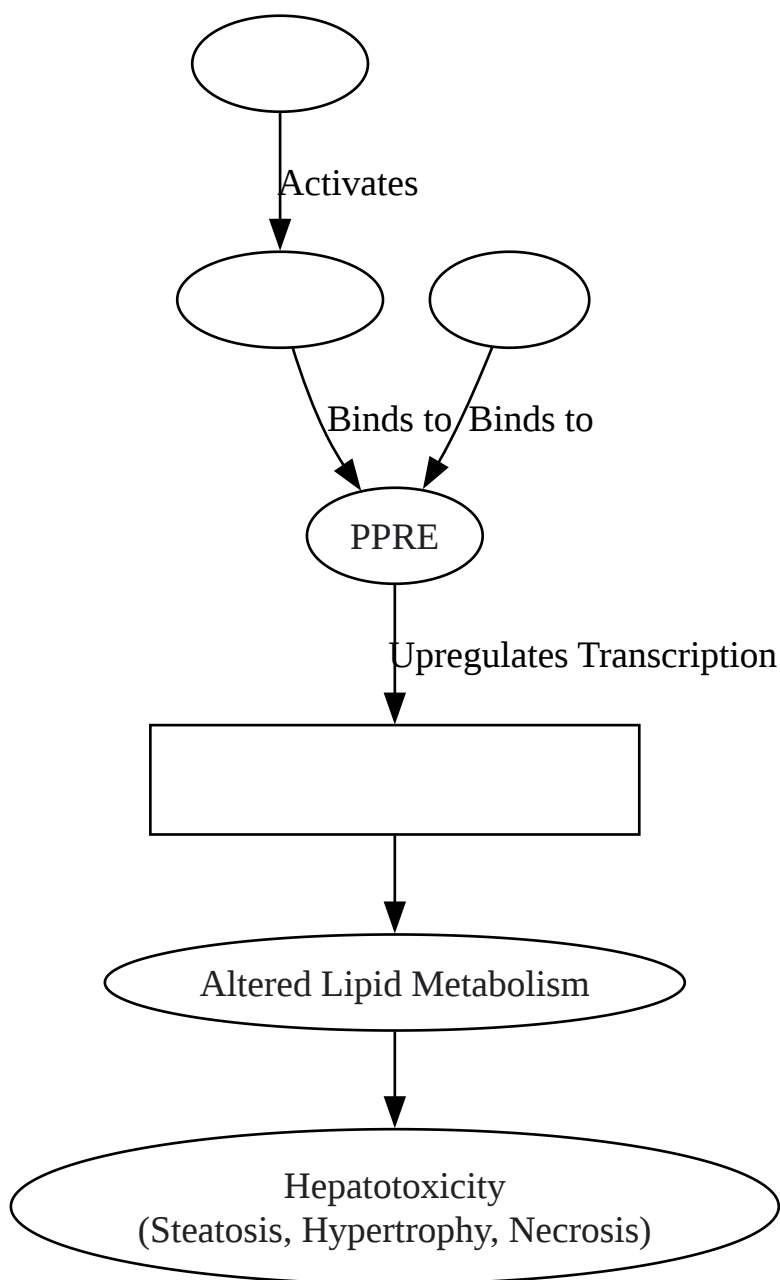 Activates
Binds to
Binds to
PPRE
Upregulates Transcription
Altered Lipid Metabolism
Hepatotoxicity
(Steatosis, Hypertrophy, Necrosis)